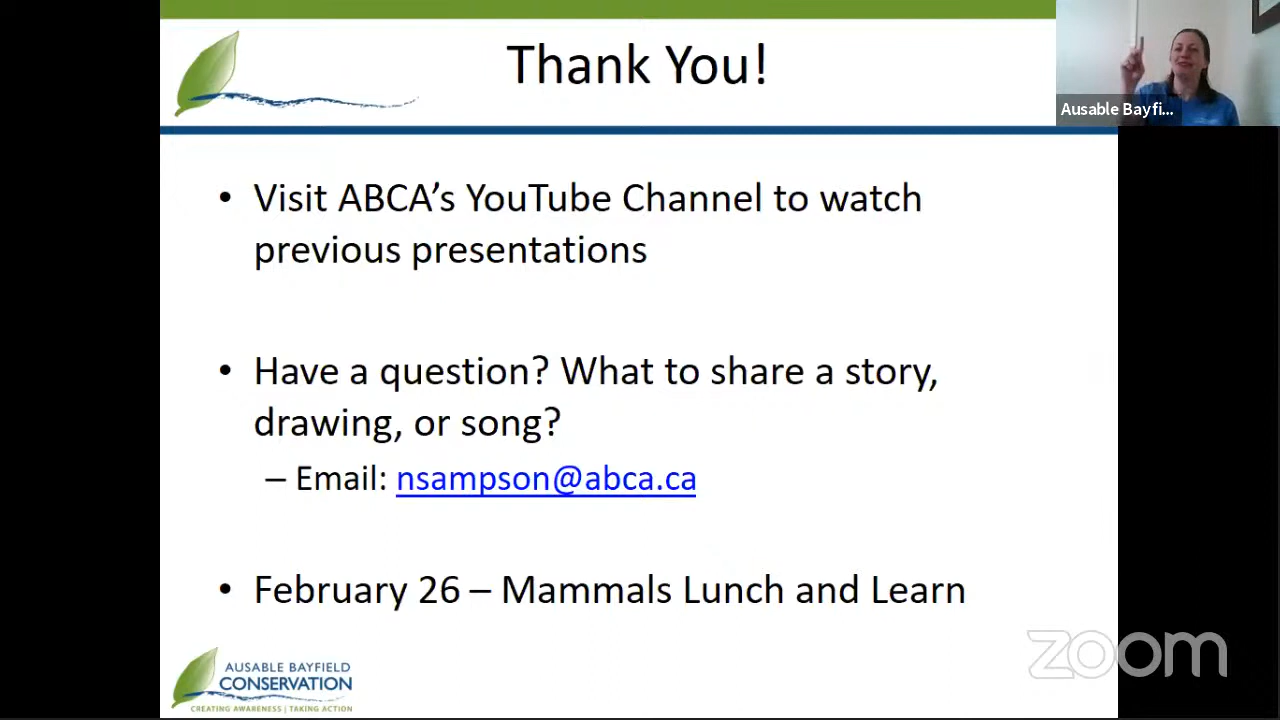 Thank You!
Ausable Bayfi...
• Visit ABCA’s YouTube Channel to watch
previous presentations
• Have a question? What to share a story,
drawing, or song?
– Email: nsampson@abca.ca
• February 26 – Mammals Lunch and Learn
zoom
AUSABLE BAYFIELD
CONSERVATION
CREATING AWARENESS | TAKING ACTION